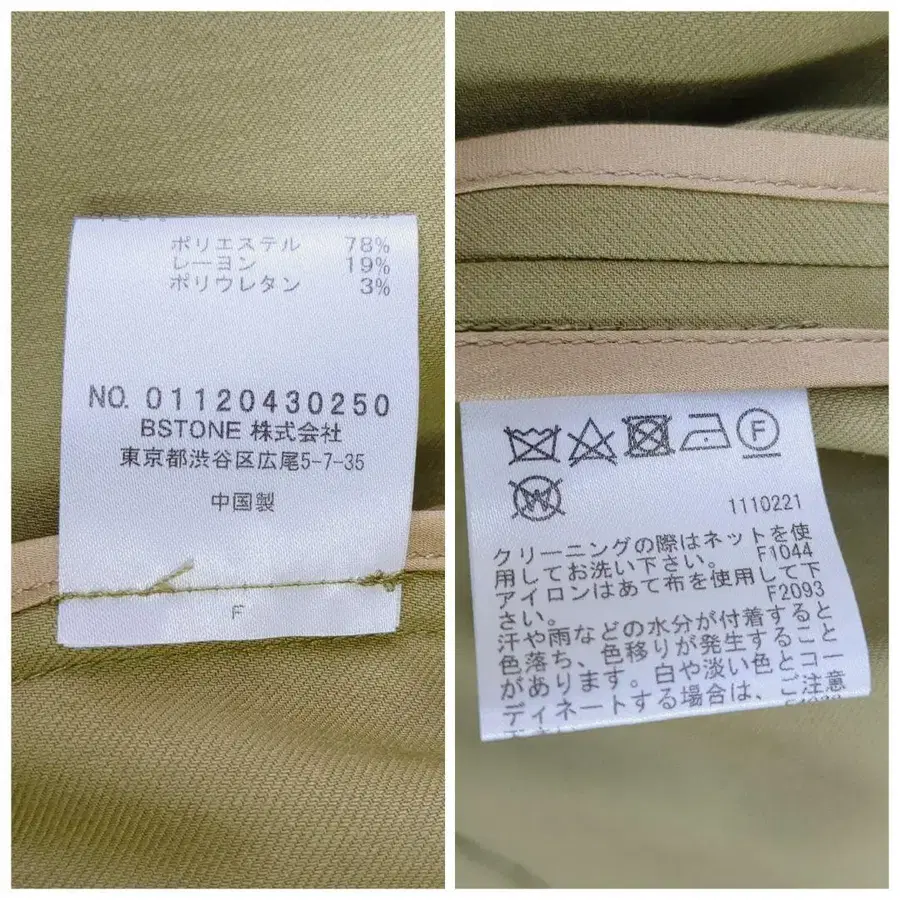 ポリエステル 78%
レーヨン 19%
ポリウレタン 3%
NO. 01120430250
BSTONE 株式会社
東京都渋谷区広尾5-7-35
中国製
F
F
W
1110221
クリーニングの際はネットを使
用してお洗い下さい。 F1044
アイロンはあて布を使用して下
さい。 F2093
汗や雨などの水分が付着すると
色落ち、色移りが発生すること
があります。白や淡い色とコー
ディネートする場合は、ご注意